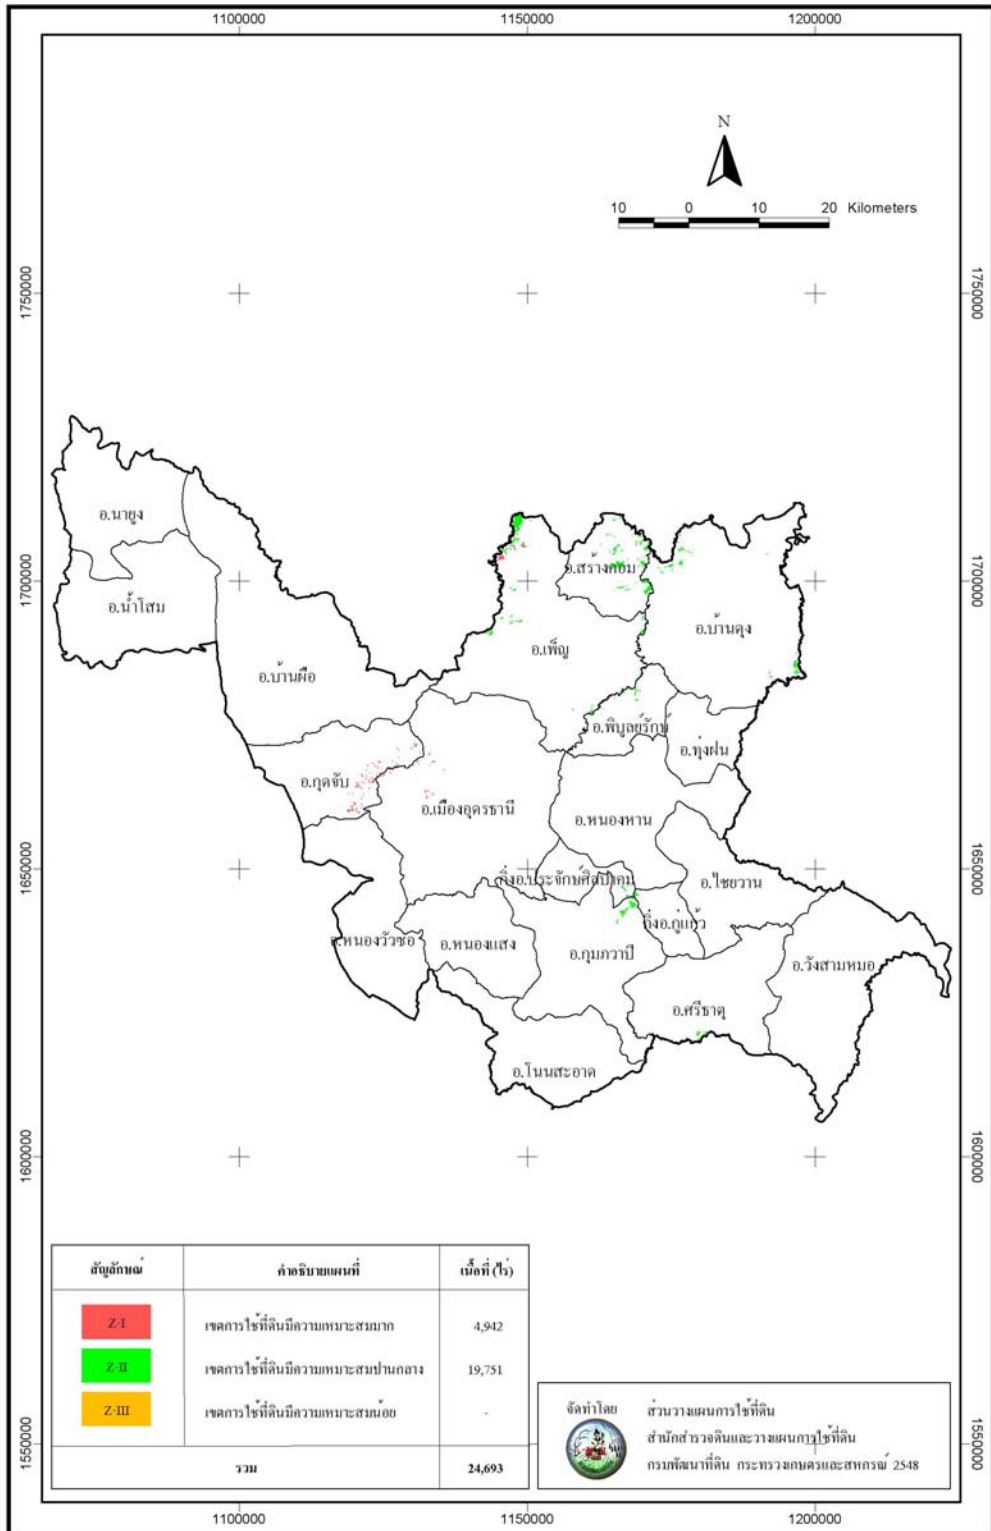 1100000 1150000 1200000
N
10 0 10 20 Kilometers
1750000 1750000
อ.นายูง
1700000 1700000
อ.สร้างคอม
อ.น้ำโสม
อ.บ้านดุง
อ.เพ็ญ
อ.บ้านผือ
อ.พิบูลย์รักษ์
อ.ทุ่งฝน
อ.กุดจับ
อ.เมืองอุดรธานี
อ.หนองหาน
1650000 1650000
กิ่งอ.ประจักษ์ศิลปาคม
อ.ไชยวาน
กิ่งอ.กู่แก้ว
อ.หนองวัวซอ
อ.หนองแสง
อ.กุมภวาปี
อ.วังสามหมอ
อ.ศรีธาตุ
อ.โนนสะอาด
1600000 1600000
สัญลักษณ์ คำอธิบายแผนที่ เนื้อที่ (ไร่)
Z-I เขตการใช้ที่ดินมีความเหมาะสมมาก 4,942
Z-II เขตการใช้ที่ดินมีความเหมาะสมปานกลาง 19,751
Z-III เขตการใช้ที่ดินมีความเหมาะสมน้อย -
รวม 24,693
จัดทำโดย ส่วนวางแผนการใช้ที่ดิน
สำนักสำรวจดินและวางแผนการใช้ที่ดิน
กรมพัฒนาที่ดิน กระทรวงเกษตรและสหกรณ์ 2548
1550000 1550000
1100000 1150000 1200000